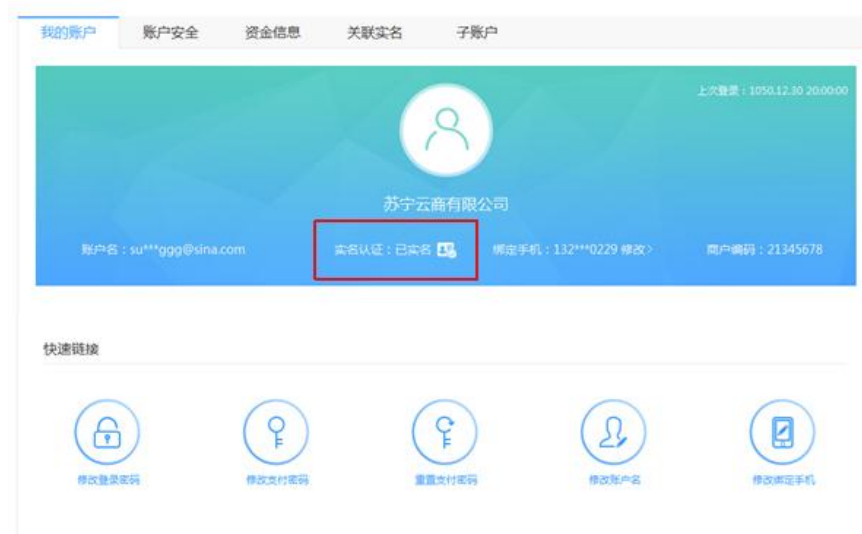 我的账户 账户安全 资金信息 关联实名 子账户
上次登录：1050.12.30 20:00:00
苏宁云商有限公司
账户名：su***ggg@sina.com 实名认证：已实名 绑定手机：132***0229 修改> 商户编码：21345678
快速链接
修改登录密码 修改支付密码 重置支付密码 修改账户名 修改绑定手机